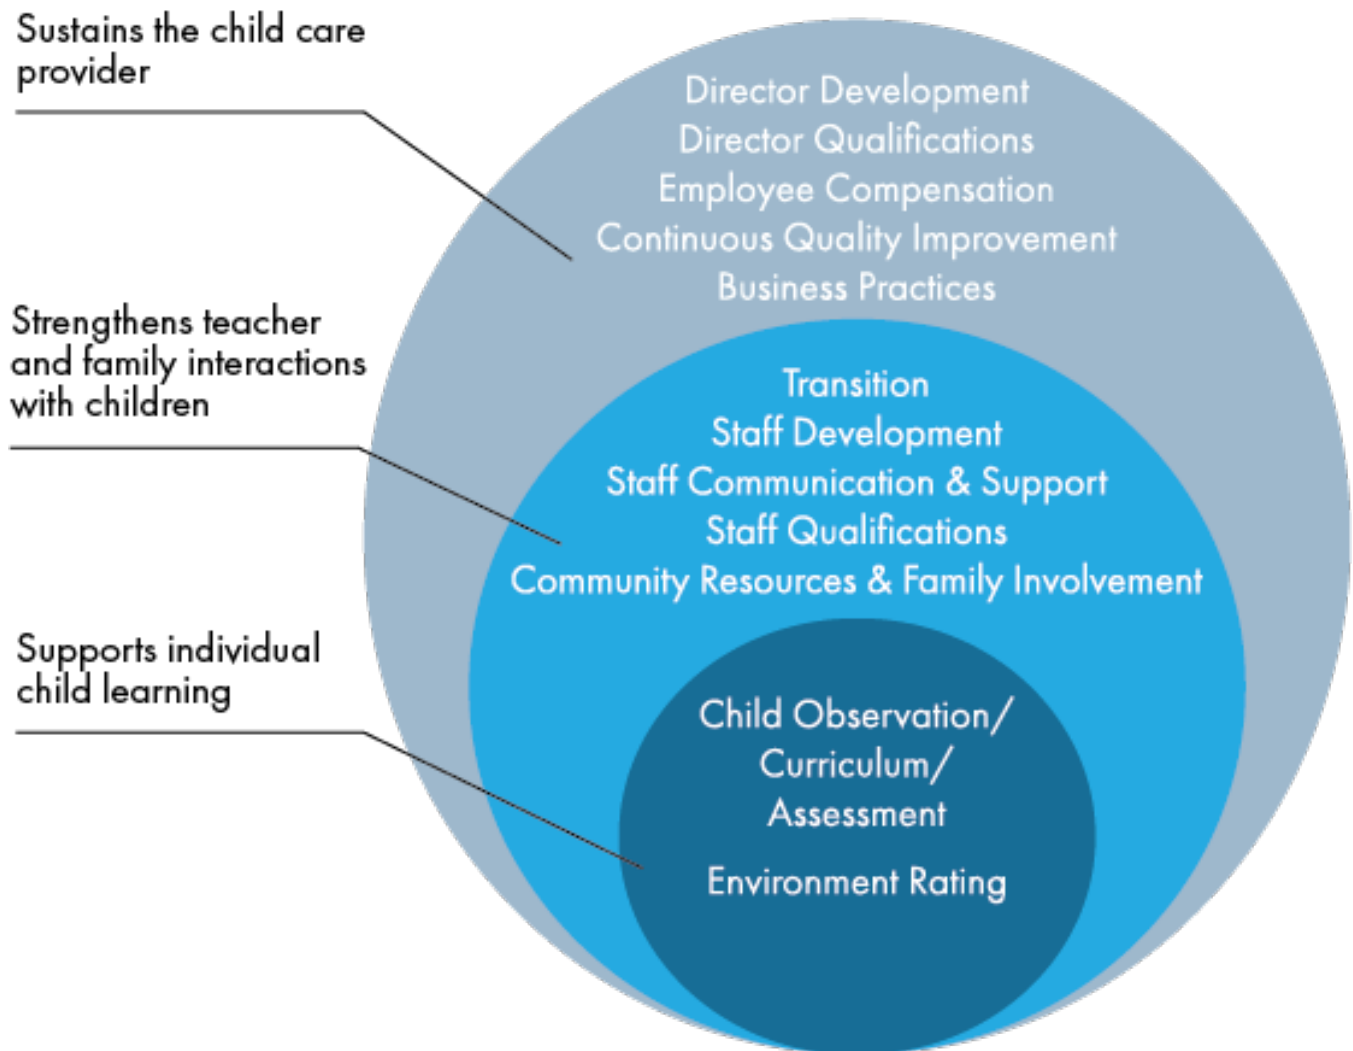 Sustains the child care
provider
Director Development
Director Qualifications
Employee Compensation
Continuous Quality Improvement
Business Practices
Strengthens teacher
and family interactions
with children
Transition
Staff Development
Staff Communication & Support
Staff Qualifications
Community Resources & Family Involvement
Supports individual
child learning
Child Observation/
Curriculum/
Assessment
Environment Rating